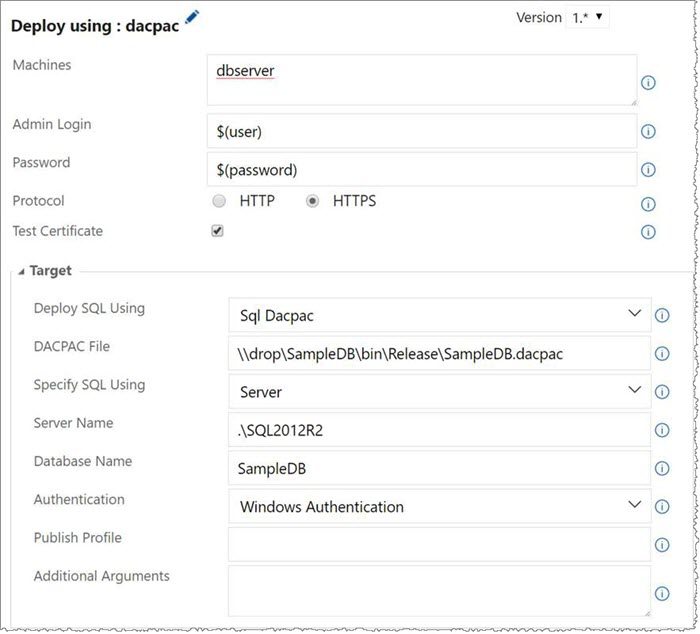 Deploy using : dacpac
Version 1.*
Machines
dbserver
Admin Login
$(user)
Password
$(password)
Protocol
HTTP HTTPS
Test Certificate
Target
Deploy SQL Using
Sql Dacpac
DACPAC File
\\drop\SampleDB\bin\Release\SampleDB.dacpac
Specify SQL Using
Server
Server Name
.\SQL2012R2
Database Name
SampleDB
Authentication
Windows Authentication
Publish Profile
Additional Arguments